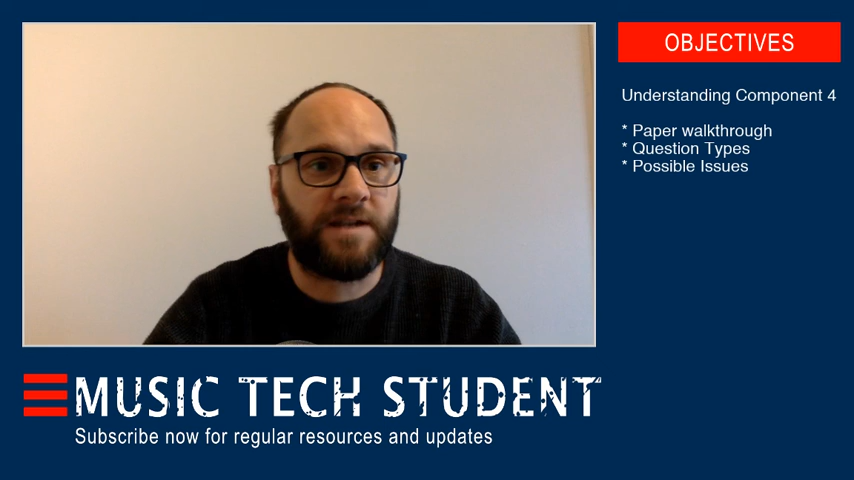 OBJECTIVES
Understanding Component 4
* Paper walkthrough
* Question Types
* Possible Issues
MUSIC TECH STUDENT
Subscribe now for regular resources and updates